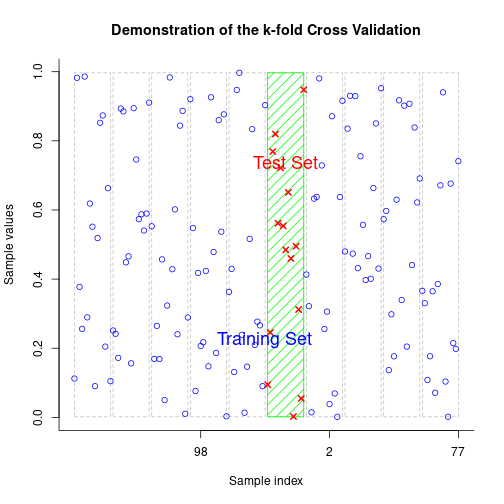 Demonstration of the k-fold Cross Validation
1.0
0.8
Test Set
0.6
Sample values
0.4
Training Set
0.2
0.0
98 2 77
Sample index